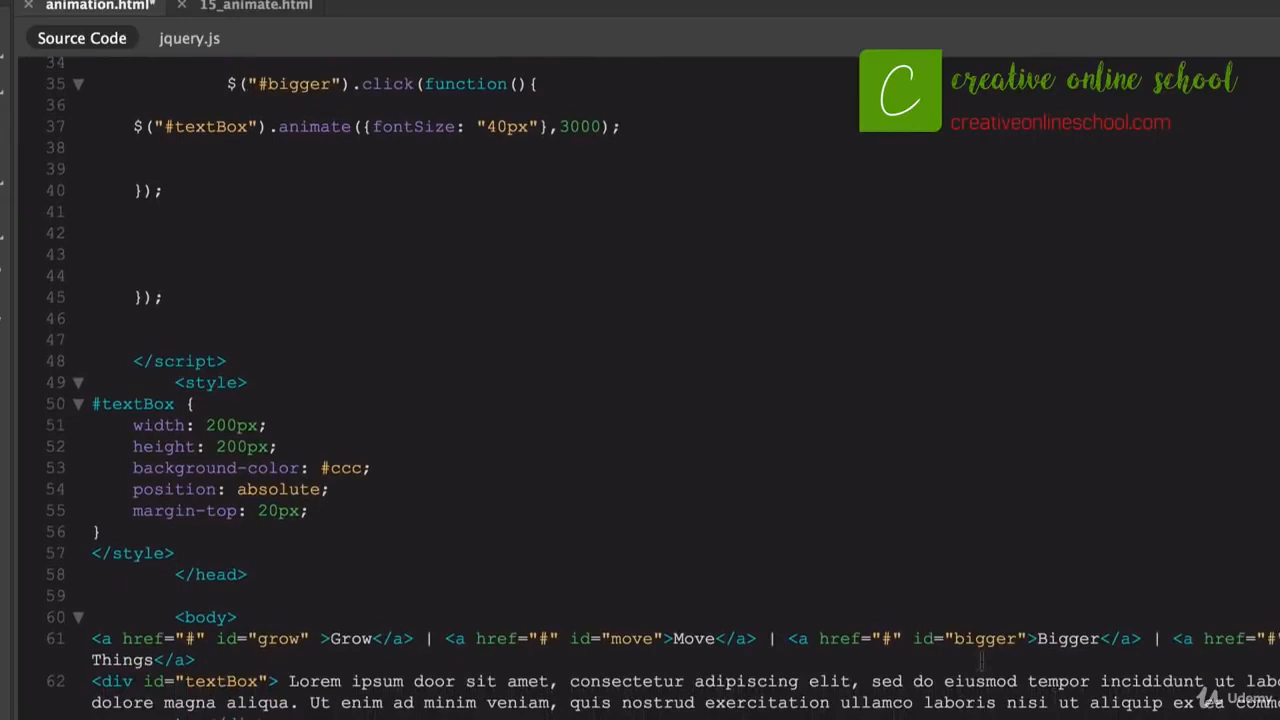 animation.html*
15_animate.html
Source Code
jquery.js
creative online school
creativeonlineschool.com
34
35 $("#bigger").click(function(){
36
37 $("#textBox").animate({fontSize: "40px"},3000);
38
39
40 });
41
42
43
44
45 });
46
47
48 </script>
49 <style>
50 #textBox {
51 width: 200px;
52 height: 200px;
53 background-color: #ccc;
54 position: absolute;
55 margin-top: 20px;
56 }
57 </style>
58 </head>
59
60 <body>
61 <a href="#" id="grow" >Grow</a> | <a href="#" id="move">Move</a> | <a href="#" id="bigger">Bigger</a> | <a href="#"
Things</a>
62 <div id="textBox"> Lorem ipsum dolor sit amet, consectetur adipiscing elit, sed do eiusmod tempor incididunt ut
dolore magna aliqua. Ut enim ad minim veniam, quis nostrud exercitation ullamco laboris nisi ut aliquip ex
Udemy